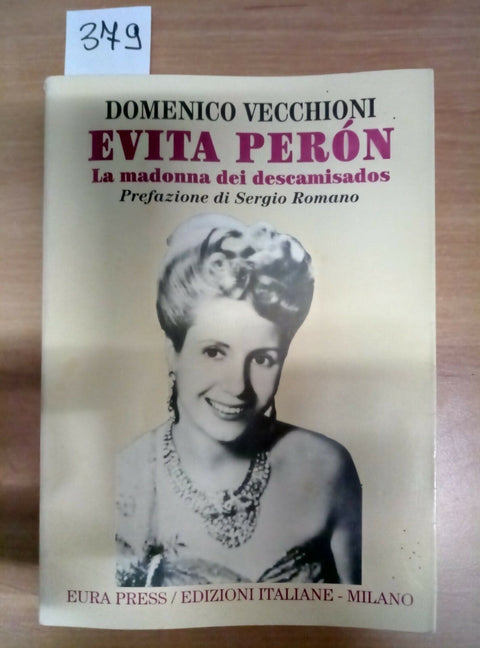 379
DOMENICO VECCHIONI
EVITA PERÓN
La madonna dei descamisados
Prefazione di Sergio Romano
EURA PRESS / EDIZIONI ITALIANE - MILANO